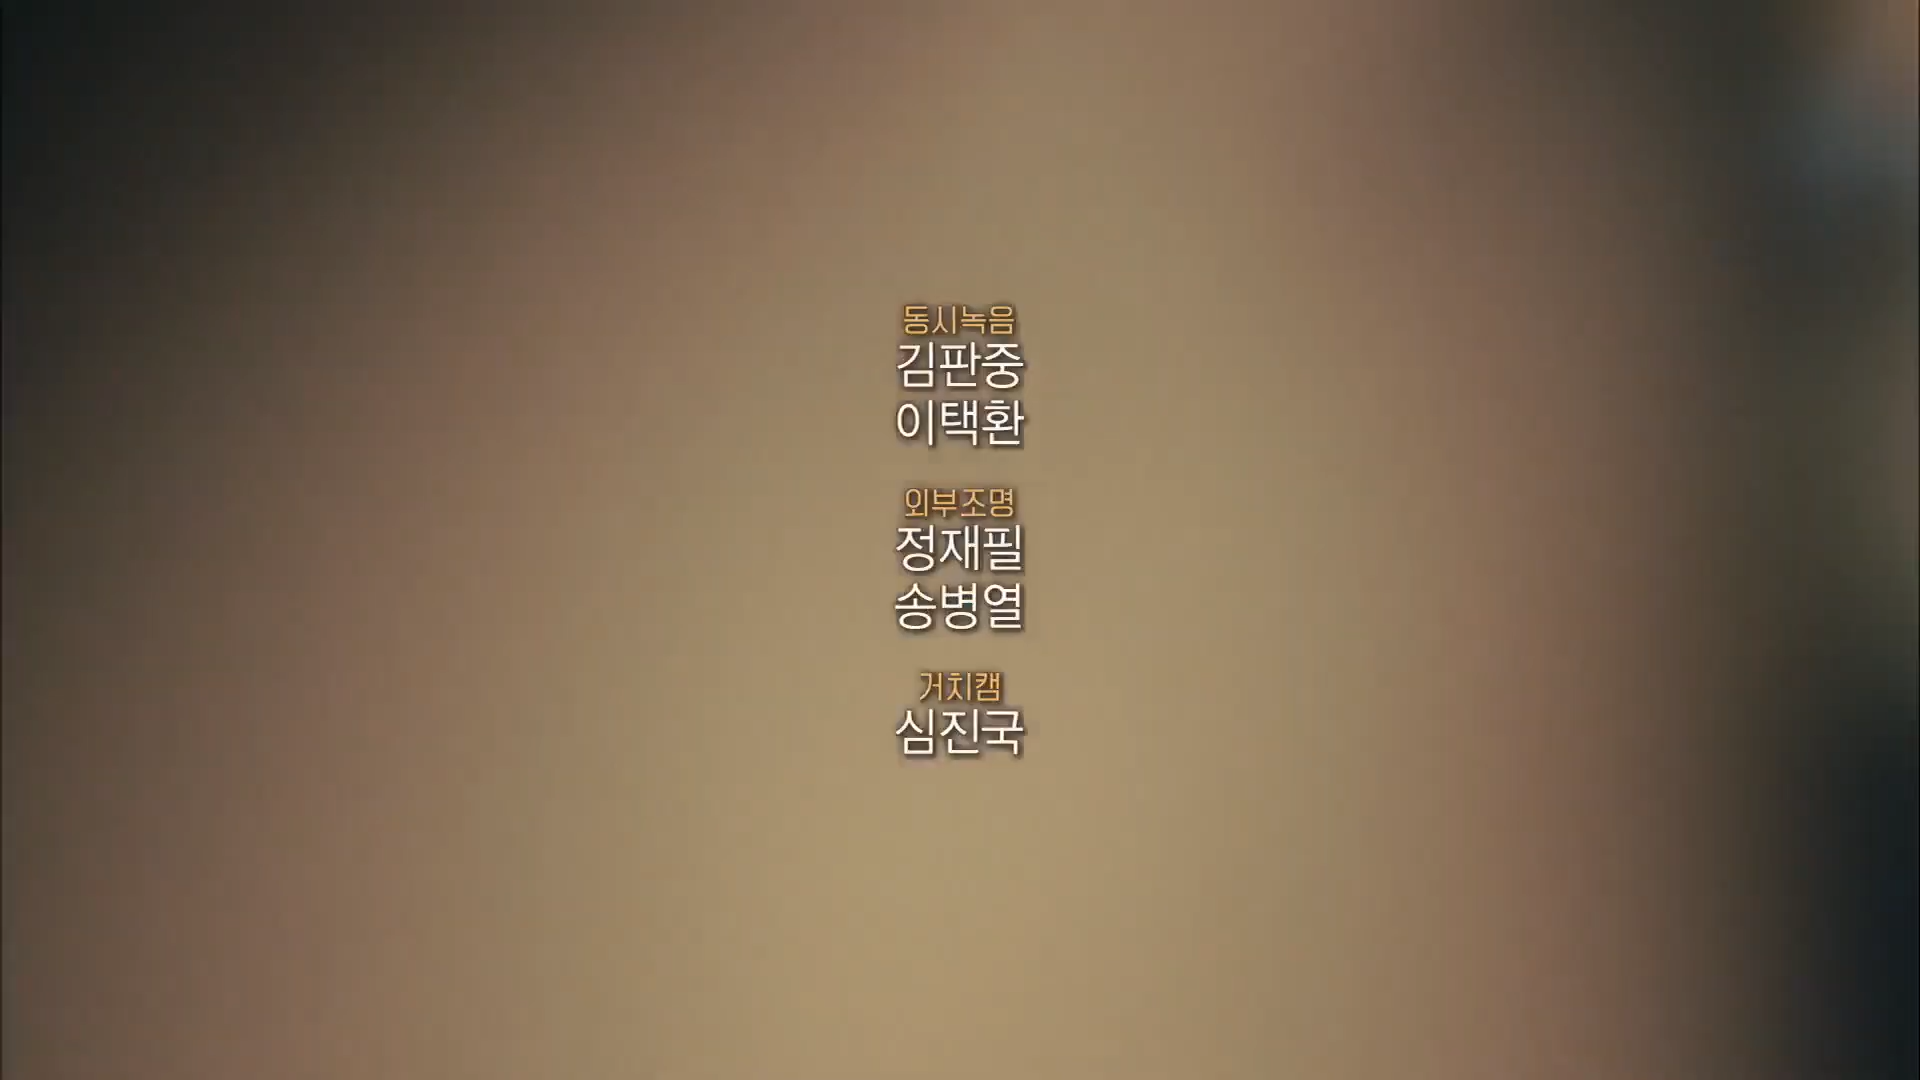 동시녹음
김판중
이택환
외부조명
정재필
송병열
거치캠
심진국